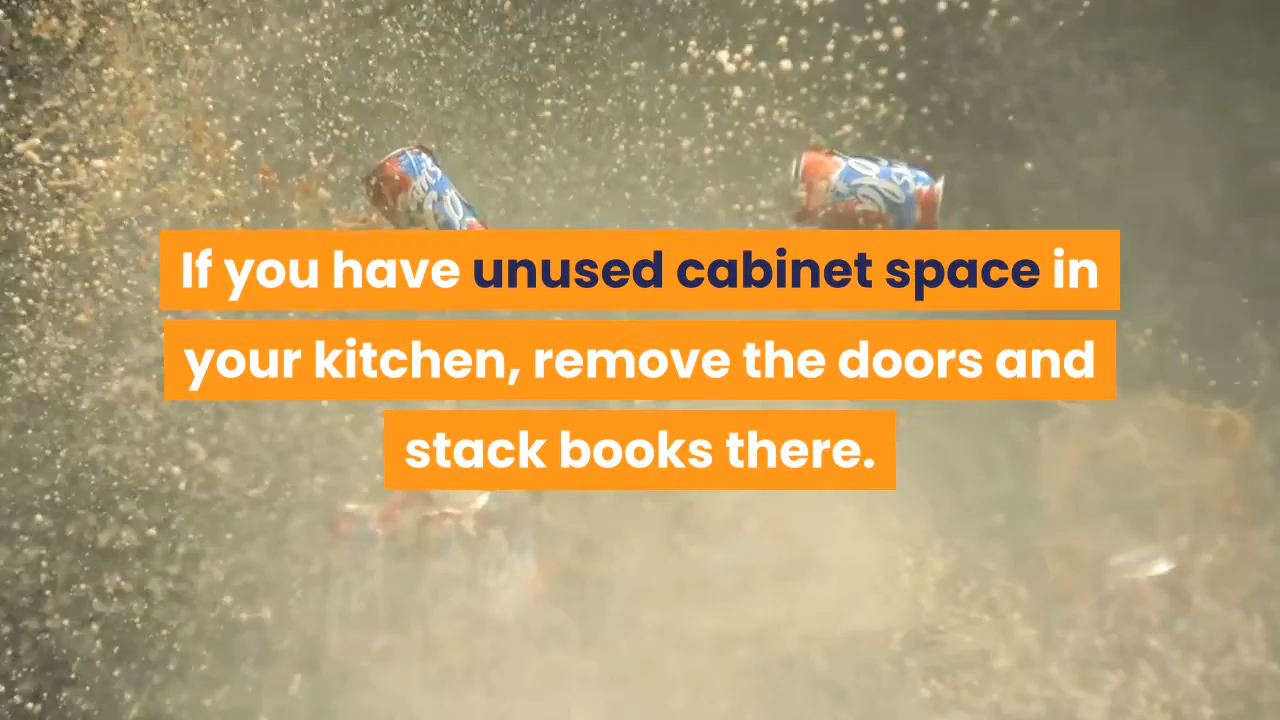 If you have unused cabinet space in
your kitchen, remove the doors and
stack books there.